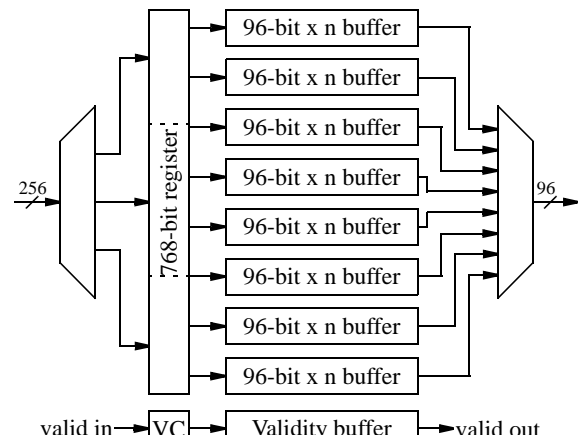 96-bit x n buffer
96-bit x n buffer
96-bit x n buffer
96-bit x n buffer
96-bit x n buffer
96-bit x n buffer
96-bit x n buffer
96-bit x n buffer
256
768-bit register
96
valid in
VC
Validity buffer
valid out